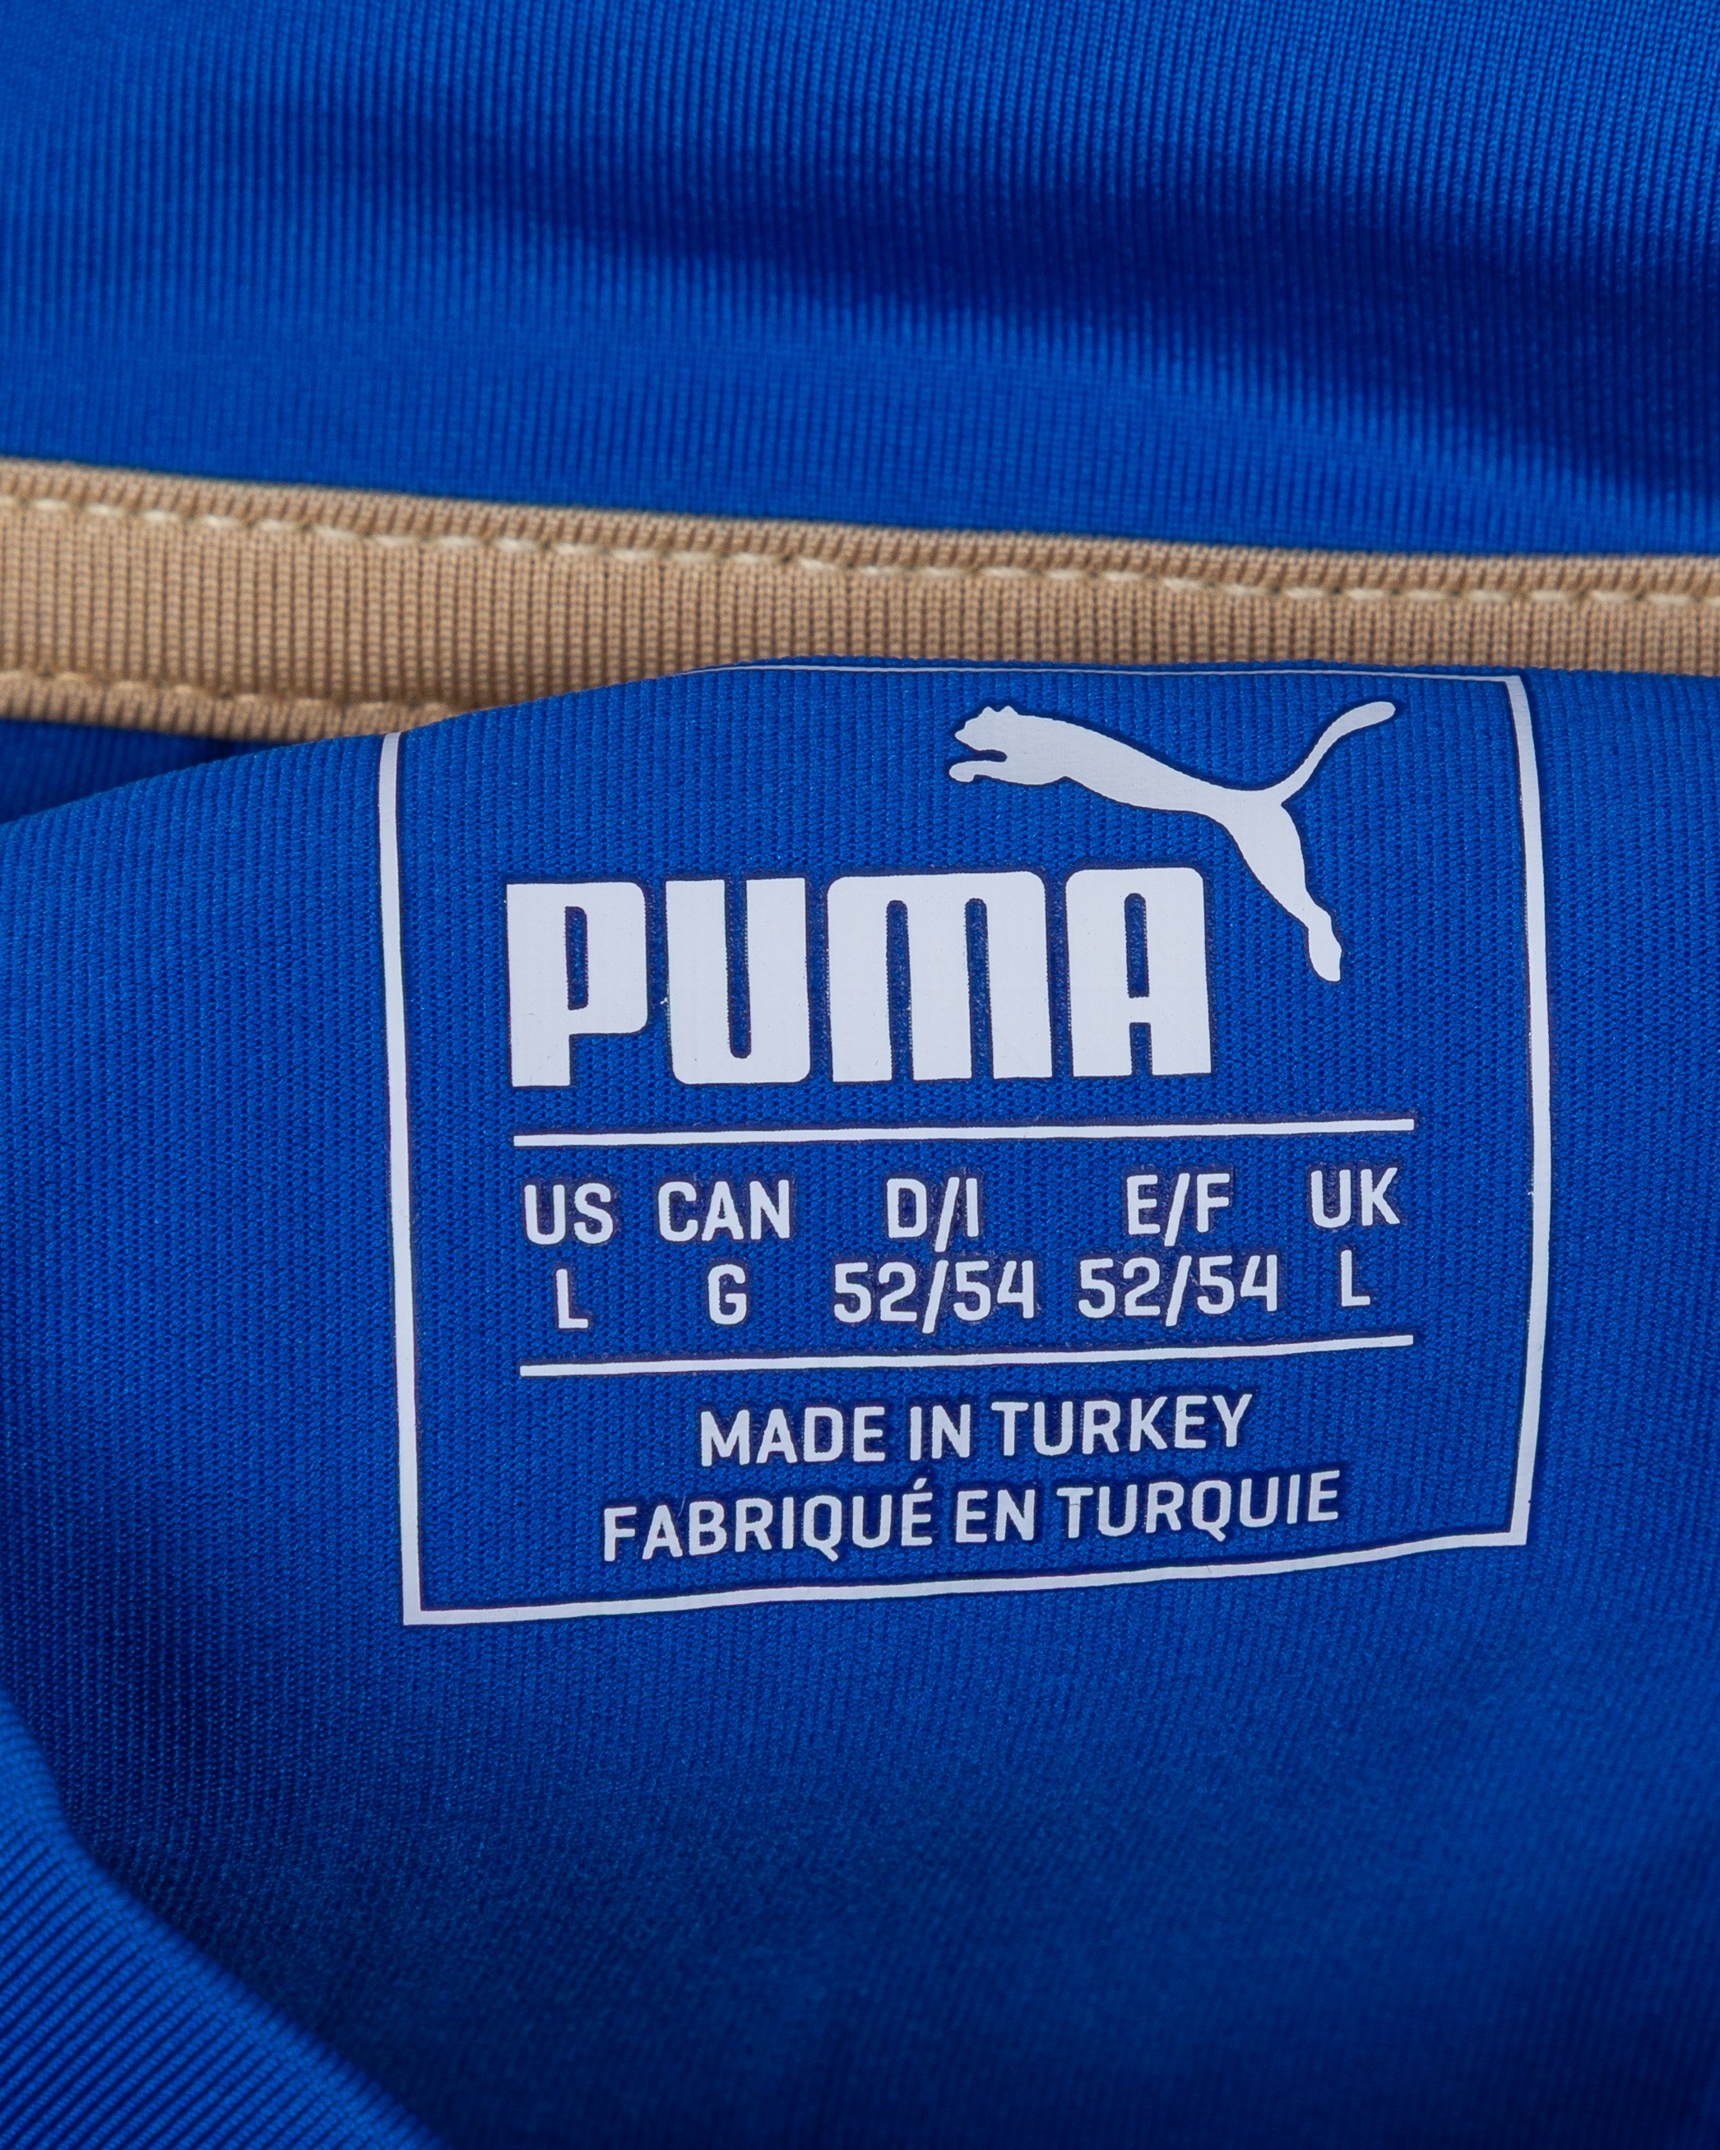 PUMA
US CAN D/I E/F UK
L G 52/54 52/54 L
MADE IN TURKEY
FABRIQUÉ EN TURQUIE